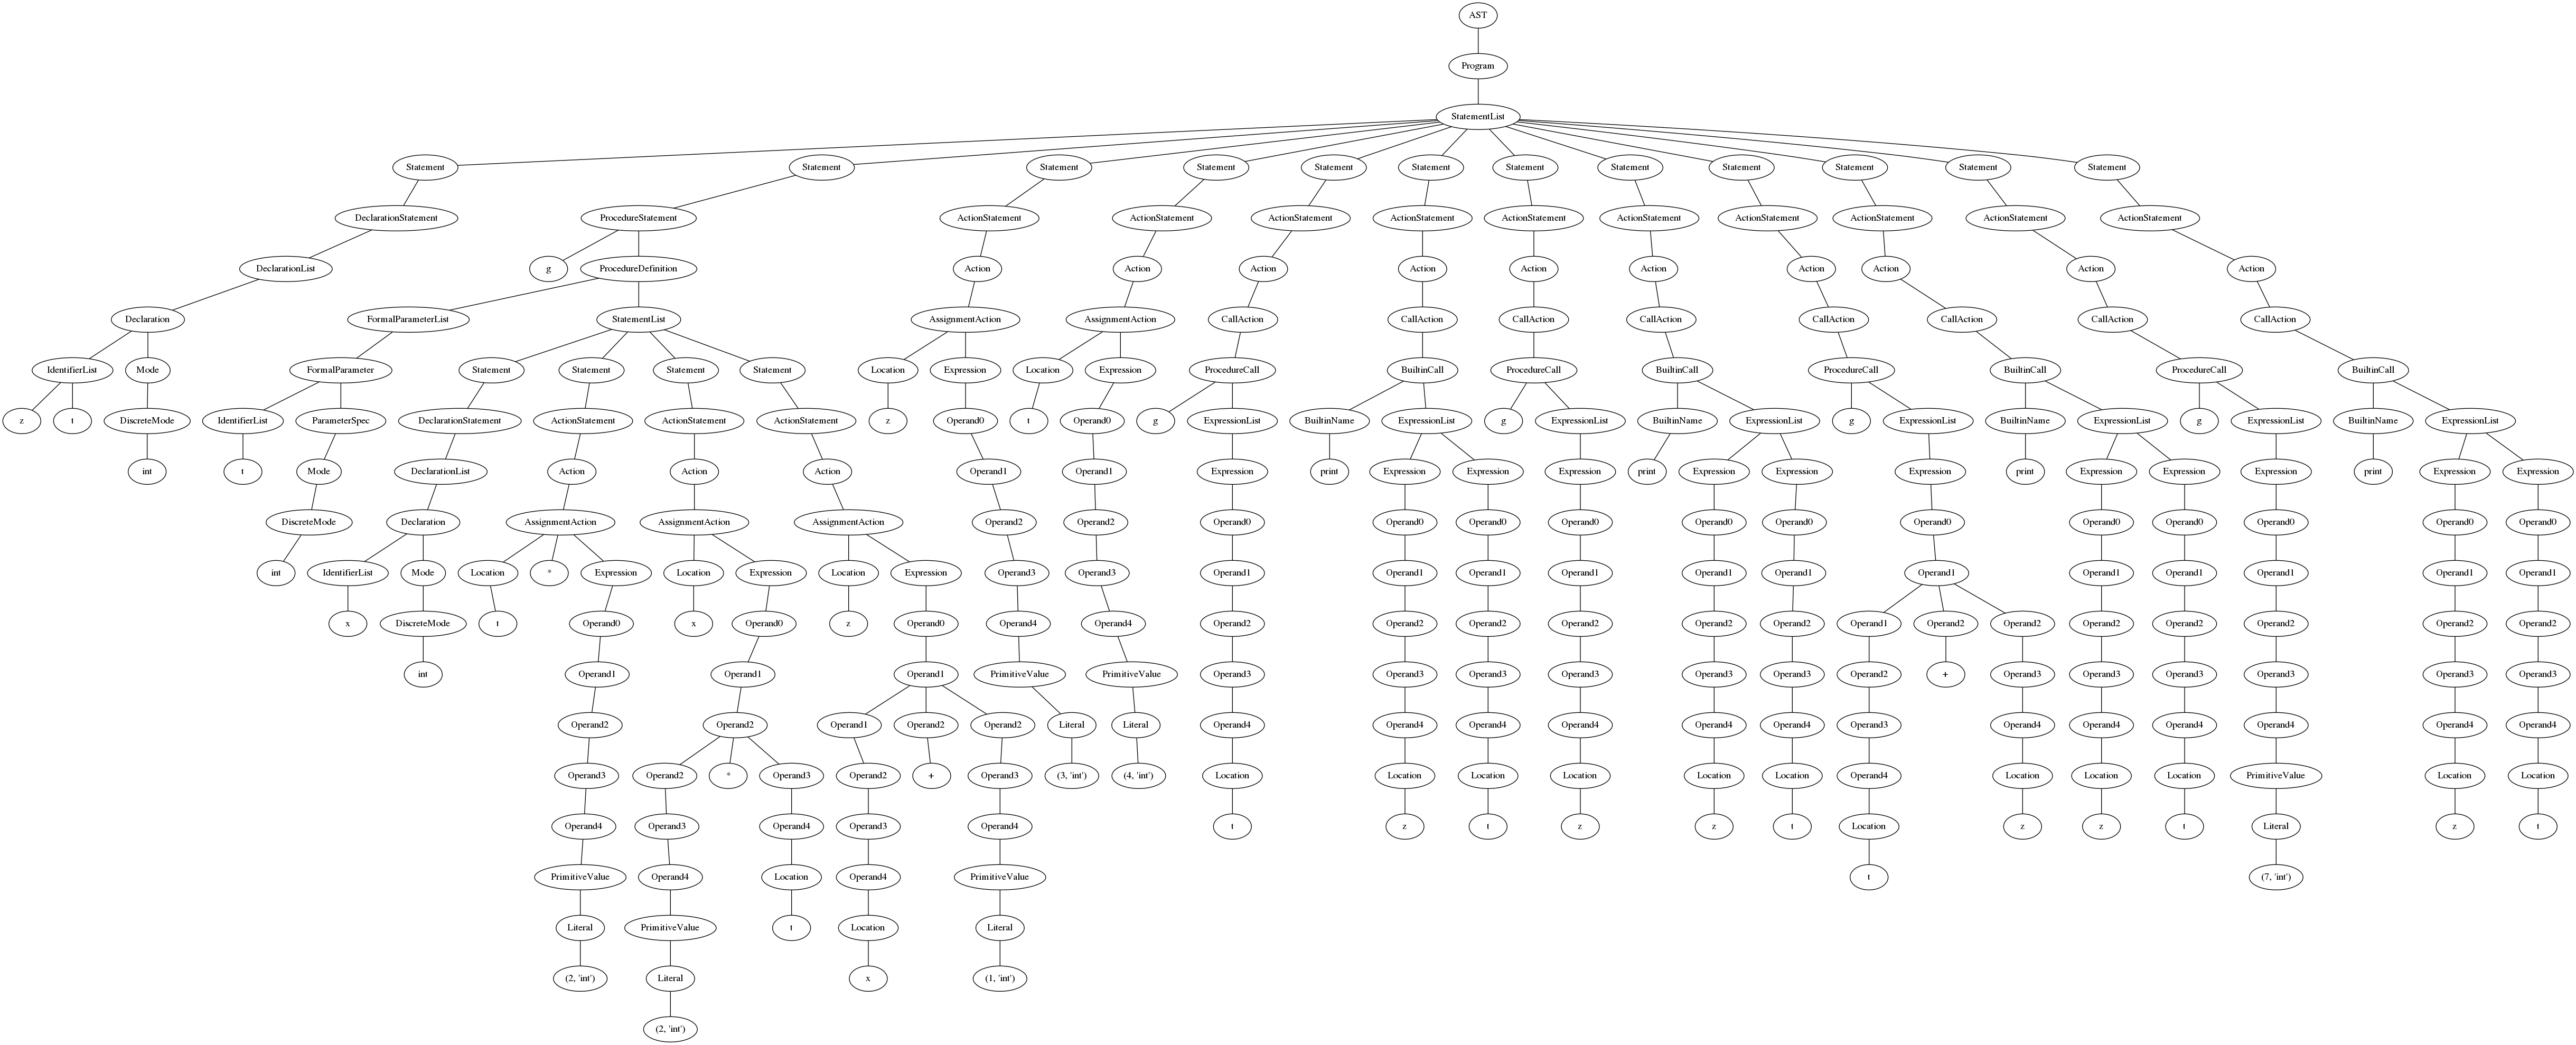 AST
Program
StatementList
Statement Statement Statement Statement Statement Statement Statement Statement Statement Statement Statement Statement
DeclarationStatement ProcedureStatement ActionStatement ActionStatement ActionStatement ActionStatement ActionStatement ActionStatement ActionStatement ActionStatement ActionStatement ActionStatement
DeclarationList g ProcedureDefinition Action Action Action Action Action Action Action Action Action Action
Declaration FormalParameterList StatementList AssignmentAction AssignmentAction CallAction CallAction CallAction CallAction CallAction CallAction CallAction CallAction
IdentifierList Mode FormalParameter Statement Statement Statement Statement Location Expression Location Expression ProcedureCall BuiltinCall ProcedureCall BuiltinCall ProcedureCall BuiltinCall ProcedureCall BuiltinCall
z t DiscreteMode IdentifierList ParameterSpec DeclarationStatement ActionStatement ActionStatement ActionStatement z Operand0 t Operand0 g ExpressionList BuiltinName ExpressionList g ExpressionList BuiltinName ExpressionList g ExpressionList BuiltinName ExpressionList g ExpressionList BuiltinName ExpressionList
int t Mode DeclarationList Action Action Action Operand1 Operand1 Expression print Expression Expression Expression print Expression Expression Expression print Expression Expression Expression print Expression Expression
DiscreteMode Declaration AssignmentAction AssignmentAction AssignmentAction Operand2 Operand2 Operand0 Operand0 Operand0 Operand0 Operand0 Operand0 Operand0 Operand0 Operand0 Operand0 Operand0 Operand0
int IdentifierList Mode Location * Expression Location Expression Location Expression Operand3 Operand3 Operand1 Operand1 Operand1 Operand1 Operand1 Operand1 Operand1 Operand1 Operand1 Operand1 Operand1 Operand1
x DiscreteMode t Operand0 x Operand0 z Operand0 Operand4 Operand4 Operand2 Operand2 Operand2 Operand2 Operand2 Operand2 Operand1 Operand2 Operand2 Operand2 Operand2 Operand2 Operand2 Operand2
int Operand1 Operand1 Operand1 PrimitiveValue PrimitiveValue Operand3 Operand3 Operand3 Operand3 Operand3 Operand3 Operand2 + Operand3 Operand3 Operand3 Operand3 Operand3 Operand3
Operand2 Operand2 Operand1 Operand2 Operand2 Literal Literal Operand4 Operand4 Operand4 Operand4 Operand4 Operand4 Operand3 Operand4 Operand4 Operand4 Operand4 Operand4 Operand4
Operand3 Operand2 * Operand3 Operand2 + Operand3 (3, 'int') (4, 'int') Location Location Location Location Location Location Operand4 Location Location Location PrimitiveValue Location Location
Operand4 Operand3 Operand4 Operand3 Operand4 t z t z z t Location z z t Literal z t
PrimitiveValue Operand4 Location Operand4 PrimitiveValue t (7, 'int')
Literal PrimitiveValue t Location Literal
(2, 'int') Literal x (1, 'int')
(2, 'int')